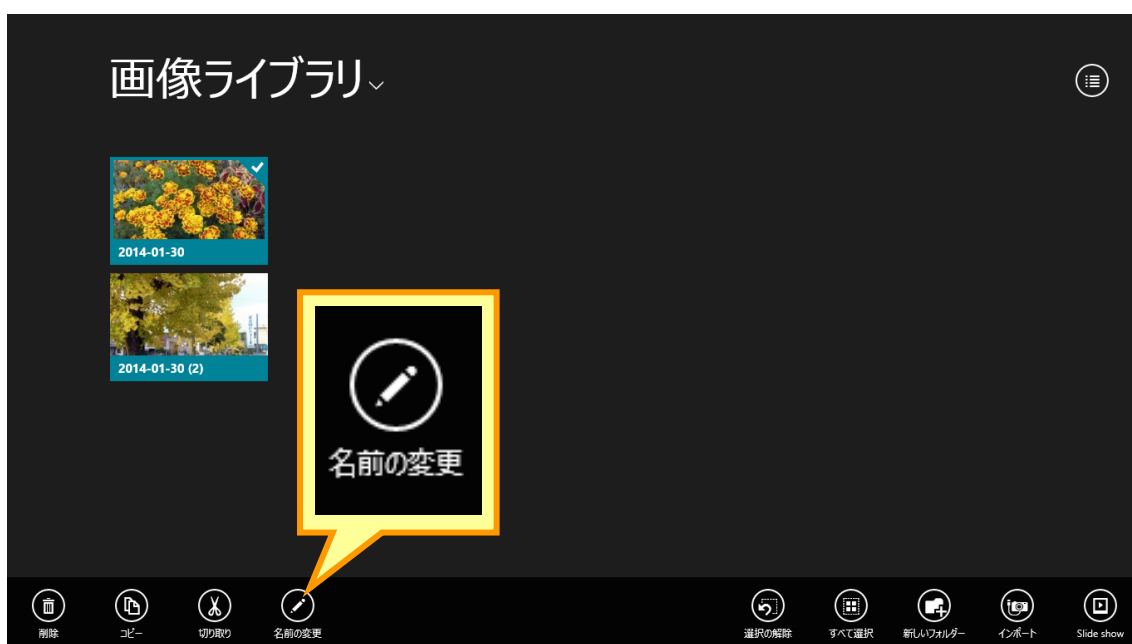 画像ライブラリ
2014-01-30
2014-01-30 (2)
名前の変更
削除
コピー
切り取り
名前の変更
選択の解除
すべて選択
新しいフォルダー
インポート
Slide show